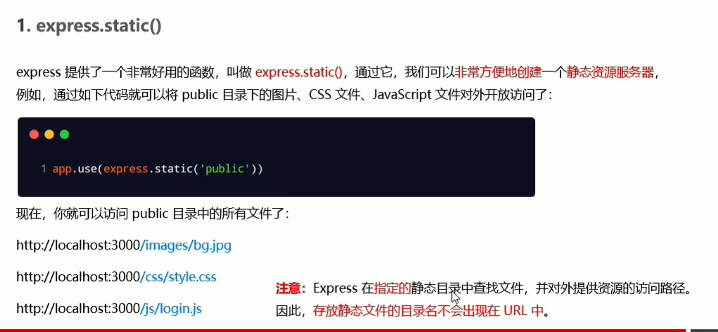 1. express.static()
express 提供了一个非常好用的函数，叫做 express.static()，通过它，我们可以非常方便地创建一个静态资源服务器，
例如，通过如下代码就可以将 public 目录下的图片、CSS 文件、JavaScript 文件对外开放访问了：
1 app.use(express.static('public'))
现在，你就可以访问 public 目录中的所有文件了：
http://localhost:3000/images/bg.jpg
http://localhost:3000/css/style.css
http://localhost:3000/js/login.js
注意：Express 在指定的静态目录中查找文件，并对外提供资源的访问路径。
因此，存放静态文件的目录名不会出现在 URL 中。